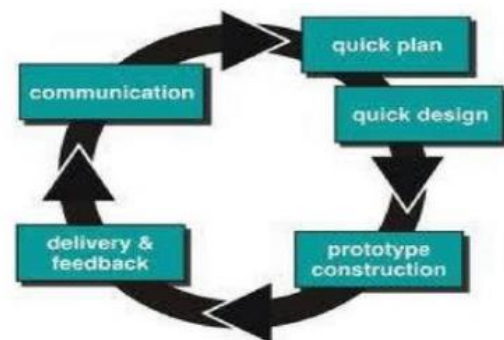 communication
quick plan
quick design
prototype
construction
delivery &
feedback